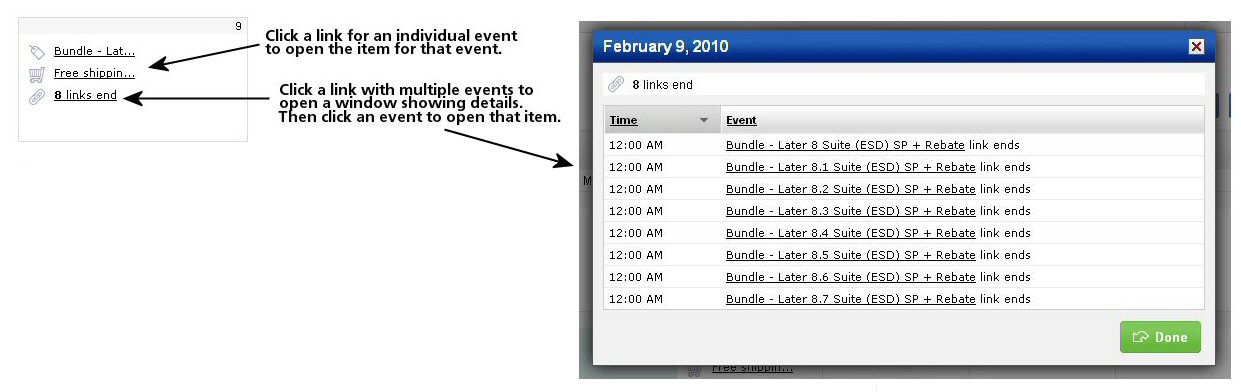 9
Bundle - Lat...
Free shippin...
8 links end
Click a link for an individual event
to open the item for that event.
Click a link with multiple events to
open a window showing details.
Then click an event to open that item.
February 9, 2010
8 links end
Time Event
12:00 AM Bundle - Later 8 Suite (ESD) SP + Rebate link ends
12:00 AM Bundle - Later 8.1 Suite (ESD) SP + Rebate link ends
12:00 AM Bundle - Later 8.2 Suite (ESD) SP + Rebate link ends
12:00 AM Bundle - Later 8.3 Suite (ESD) SP + Rebate link ends
12:00 AM Bundle - Later 8.4 Suite (ESD) SP + Rebate link ends
12:00 AM Bundle - Later 8.5 Suite (ESD) SP + Rebate link ends
12:00 AM Bundle - Later 8.6 Suite (ESD) SP + Rebate link ends
12:00 AM Bundle - Later 8.7 Suite (ESD) SP + Rebate link ends
Done
Free shippin...